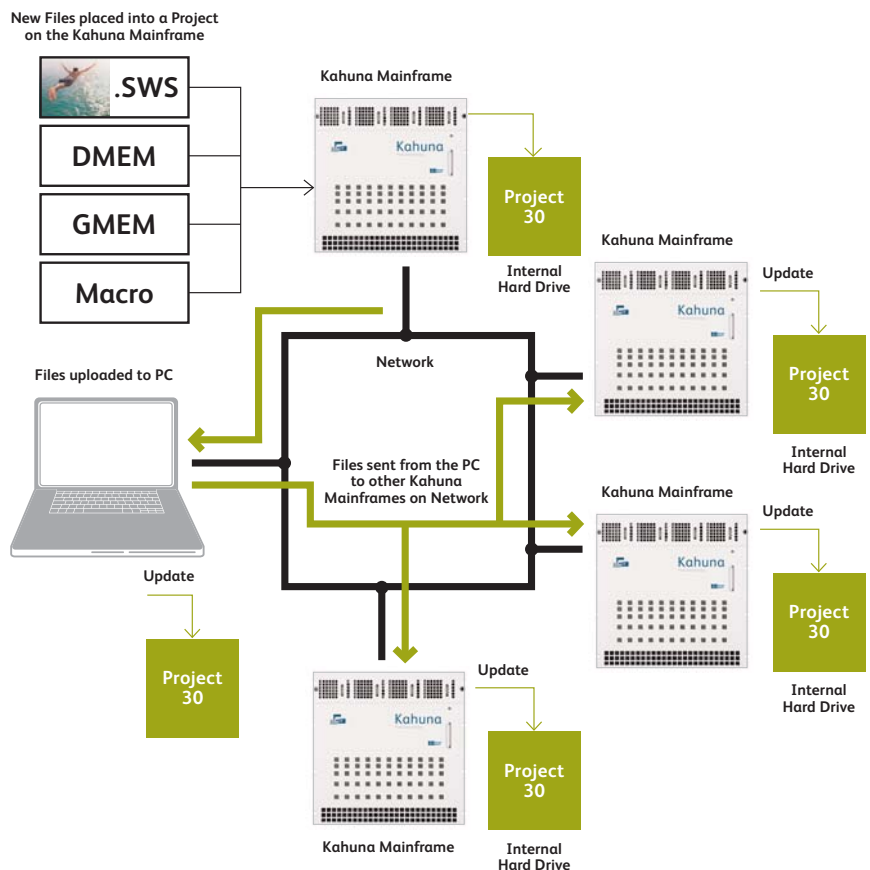 New Files placed into a Project
on the Kahuna Mainframe
.SWS
DMEM
GMEM
Macro
Kahuna Mainframe
Kahuna
Project
30
Internal
Hard Drive
Kahuna Mainframe
Kahuna
Update
Project
30
Internal
Hard Drive
Network
Files uploaded to PC
Files sent from the PC
to other Kahuna
Mainframes on Network
Kahuna Mainframe
Kahuna
Update
Project
30
Internal
Hard Drive
Update
Project
30
Kahuna
Update
Project
30
Kahuna Mainframe
Internal
Hard Drive